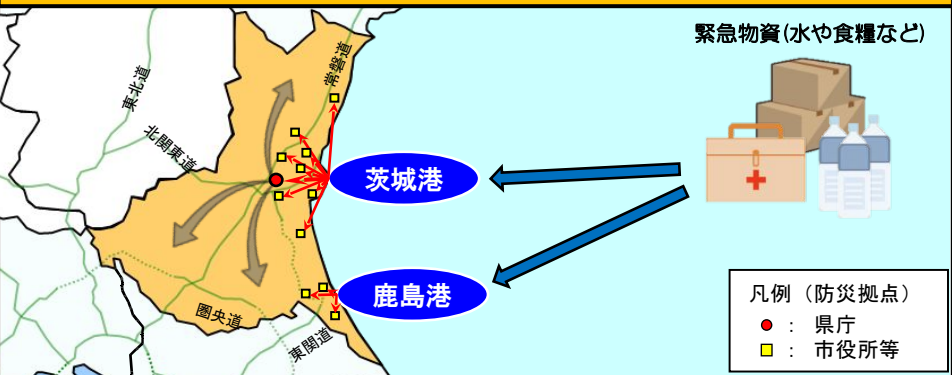 緊急物資(水や食糧など)
常磐道
東北道
北関東道
茨城港
鹿島港
圏央道
東関道
凡例（防災拠点）
： 県庁
： 市役所等